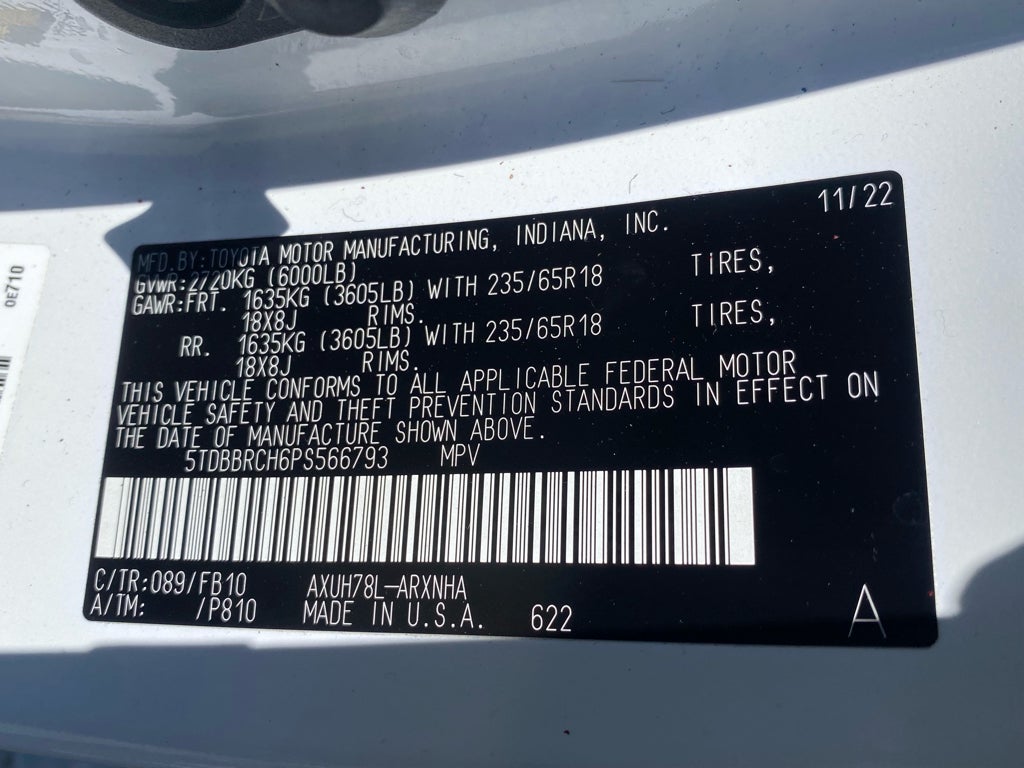 11/22
MFD.BY:TOYOTA MOTOR MANUFACTURING, INDIANA, INC.
GVWR:2720KG (6000LB)
GAWR:FRT. 1635KG (3605LB) WITH 235/65R18 TIRES,
18X8J RIMS.
RR. 1635KG (3605LB) WITH 235/65R18 TIRES,
18X8J RIMS.
THIS VEHICLE CONFORMS TO ALL APPLICABLE FEDERAL MOTOR
VEHICLE SAFETY AND THEFT PREVENTION STANDARDS IN EFFECT ON
THE DATE OF MANUFACTURE SHOWN ABOVE.
5TDBBRCH6PS566793 MPV
C/TR:089/FB10 AXUH78L-ARXNHA
A/TM: /P810 MADE IN U.S.A. 622 A
0E710